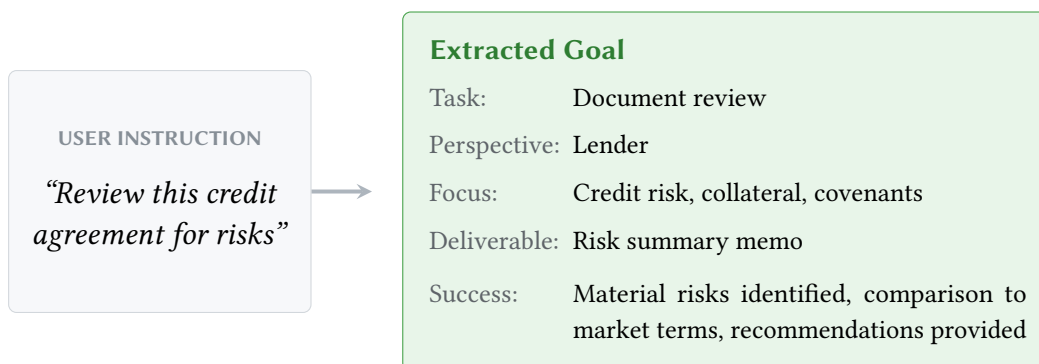 USER INSTRUCTION
“Review this credit
agreement for risks”
Extracted Goal
Task: Document review
Perspective: Lender
Focus: Credit risk, collateral, covenants
Deliverable: Risk summary memo
Success: Material risks identified, comparison to
market terms, recommendations provided